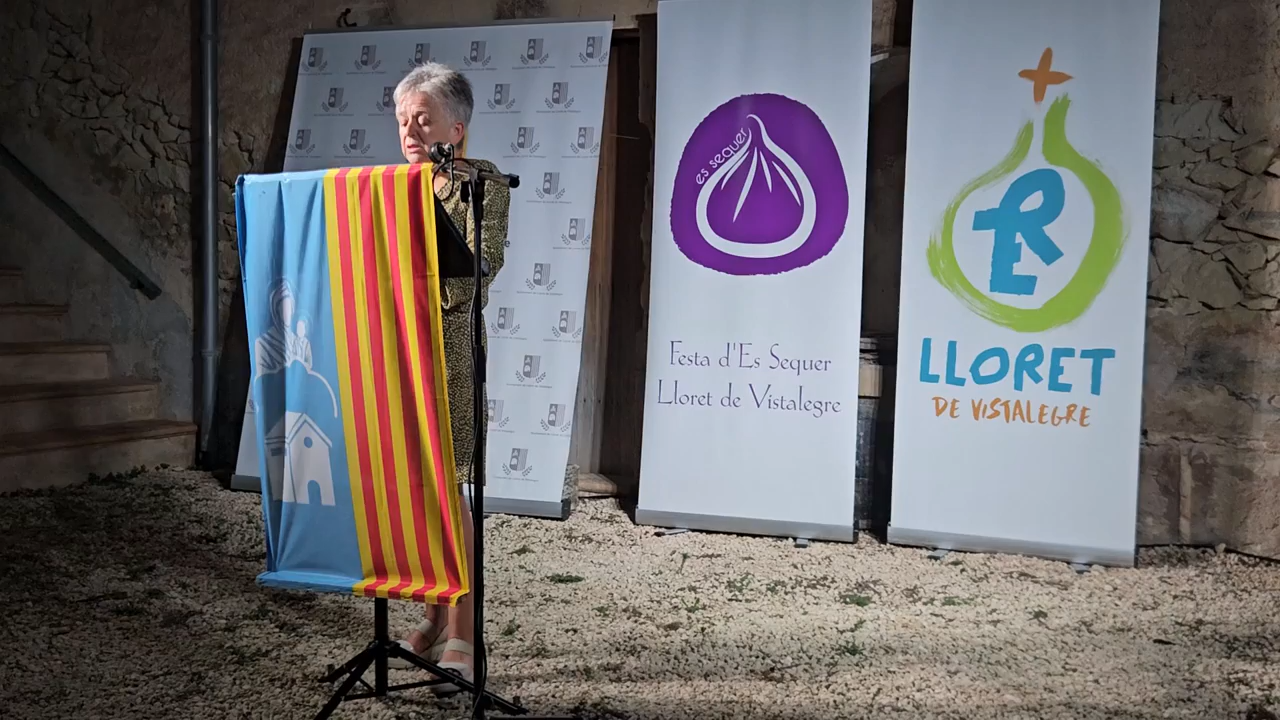 es sequer
Festa d'Es Sequer
Lloret de Vistalegre
LLORET
DE VISTALEGRE